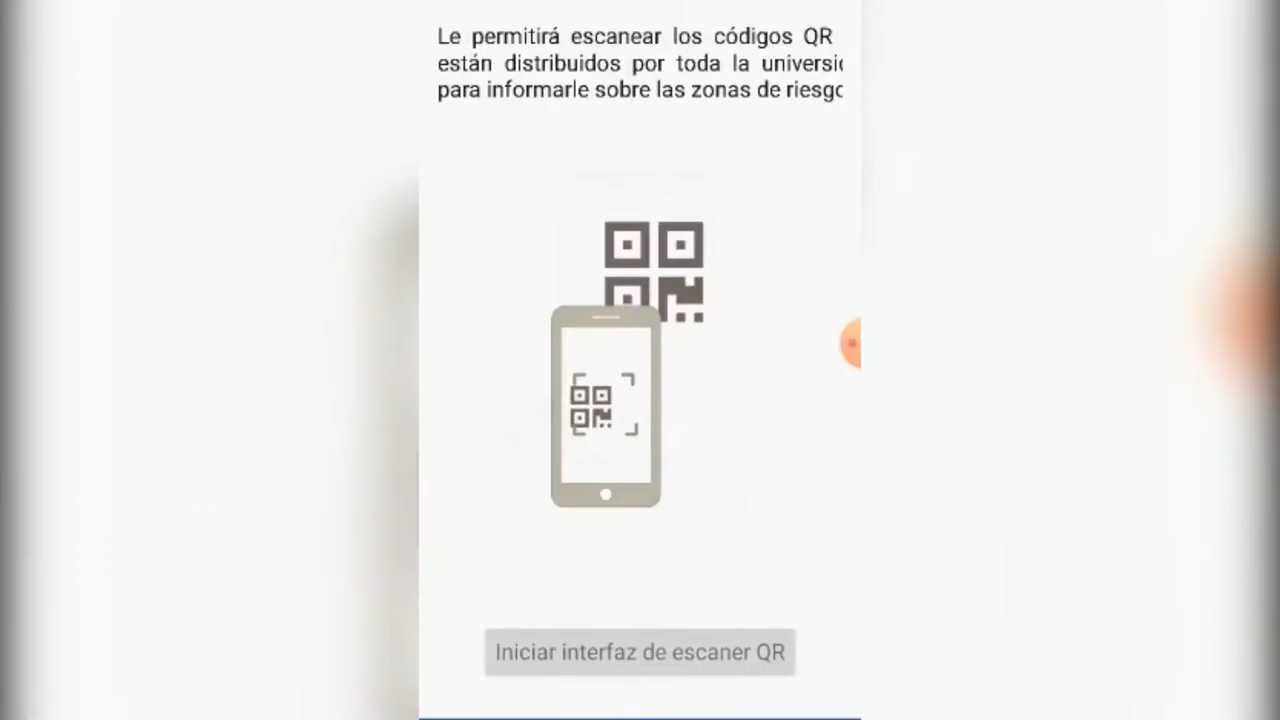 Le permitirá escanear los códigos QR
están distribuidos por toda la
para informarle sobre las zonas de
Iniciar interfaz de escaner QR